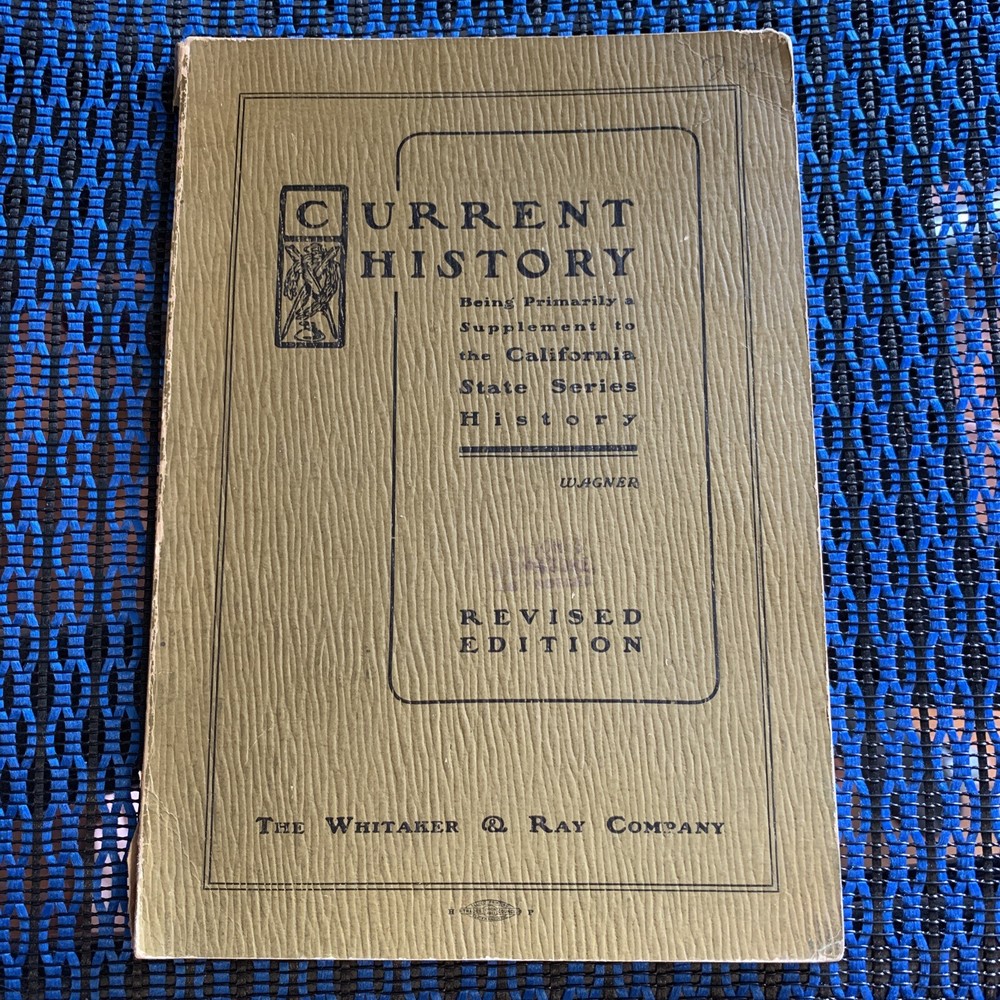 CURRENT
HISTORY
Being Primarily a
Supplement to
the California
State Series
History
WAGNER
REVISED
EDITION
THE WHITAKER & RAY COMPANY
H P